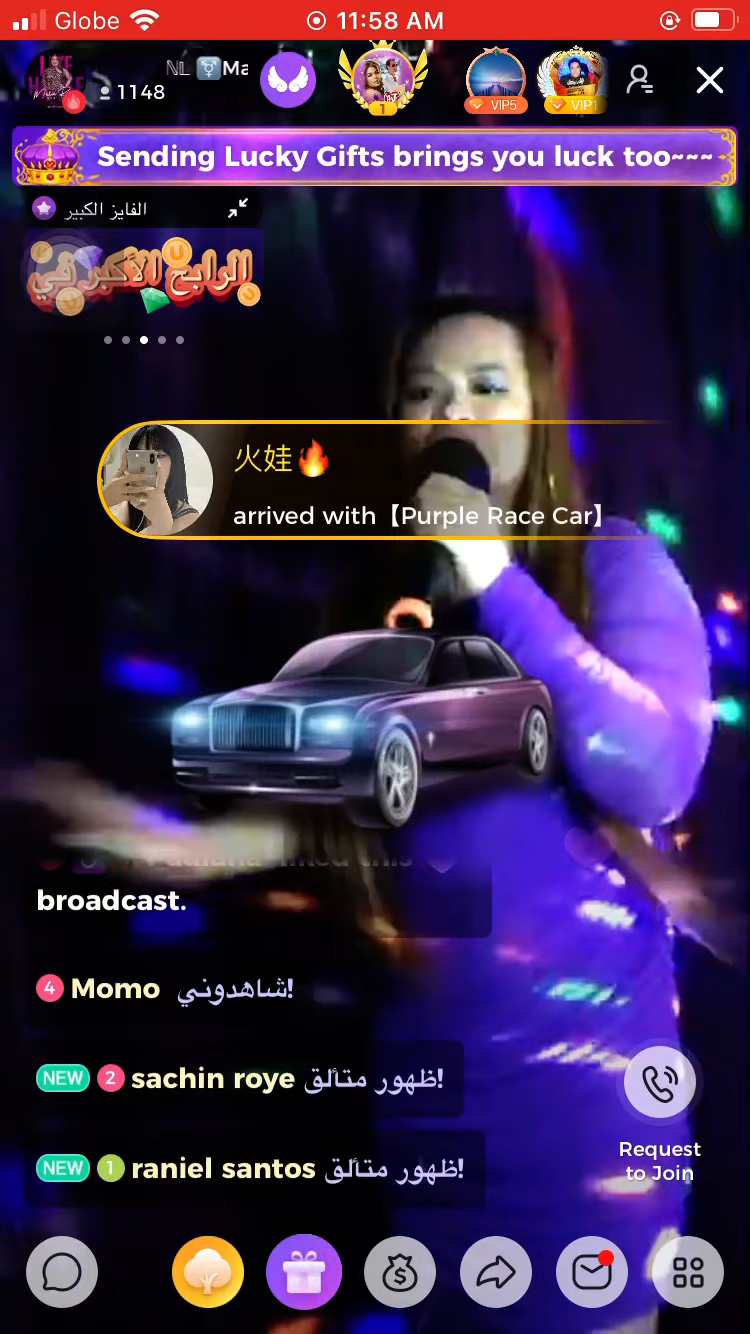 Globe
11:58 AM
ℕ𝕃 ⚧Ma
1148
1
VIP5
VIP1
Sending Lucky Gifts brings you luck too~~~
الفايز الكبير
الرابح الأكبر في
火娃🔥
arrived with【Purple Race Car】
liked this
broadcast.
4 Momo شاهدوني!
NEW 2 sachin roye ظهور متألق!
NEW 1 raniel santos ظهور متألق!
Request
to Join